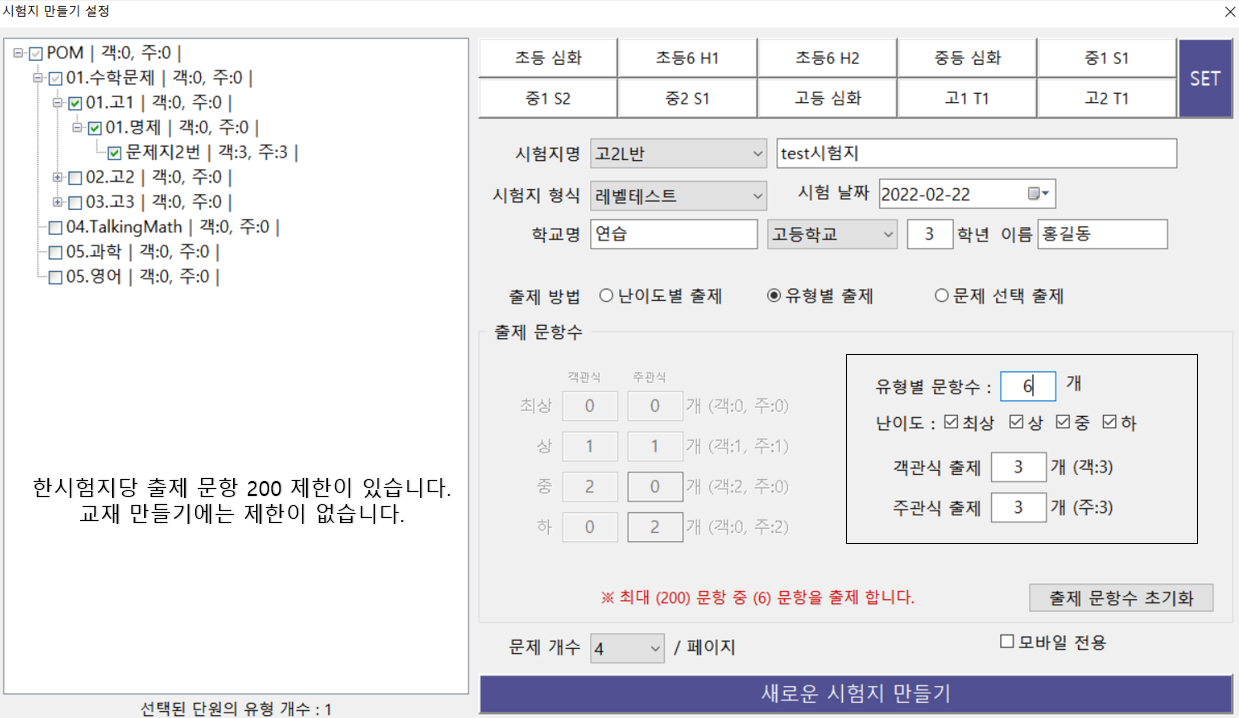 시험지 만들기 설정
POM | 객:0, 주:0 |
01.수학문제 | 객:0, 주:0 |
01.고1 | 객:0, 주:0 |
01.명제 | 객:0, 주:0 |
문제지2번 | 객:3, 주:3 |
02.고2 | 객:0, 주:0 |
03.고3 | 객:0, 주:0 |
04.TalkingMath | 객:0, 주:0 |
05.과학 | 객:0, 주:0 |
05.영어 | 객:0, 주:0 |
한시험지당 출제 문항 200 제한이 있습니다.
교재 만들기에는 제한이 없습니다.
선택된 단원의 유형 개수 : 1
초등 심화 초등6 H1 초등6 H2 중등 심화 중1 S1
SET
중1 S2 중2 S1 고등 심화 고1 T1 고2 T1
시험지명 고2L반 test시험지
시험지 형식 레벨테스트 시험 날짜 2022-02-22
학교명 연습 고등학교 3 학년 이름 홍길동
출제 방법 난이도별 출제 유형별 출제 문제 선택 출제
출제 문항수
객관식 주관식
최상 0 0 개 (객:0, 주:0)
상 1 1 개 (객:1, 주:1)
중 2 0 개 (객:2, 주:0)
하 0 2 개 (객:0, 주:2)
유형별 문항수 : 6 개
난이도 : 최상 상 중 하
객관식 출제 3 개 (객:3)
주관식 출제 3 개 (주:3)
※ 최대 (200) 문항 중 (6) 문항을 출제 합니다.
출제 문항수 초기화
문제 개수 4 / 페이지
모바일 전용
새로운 시험지 만들기